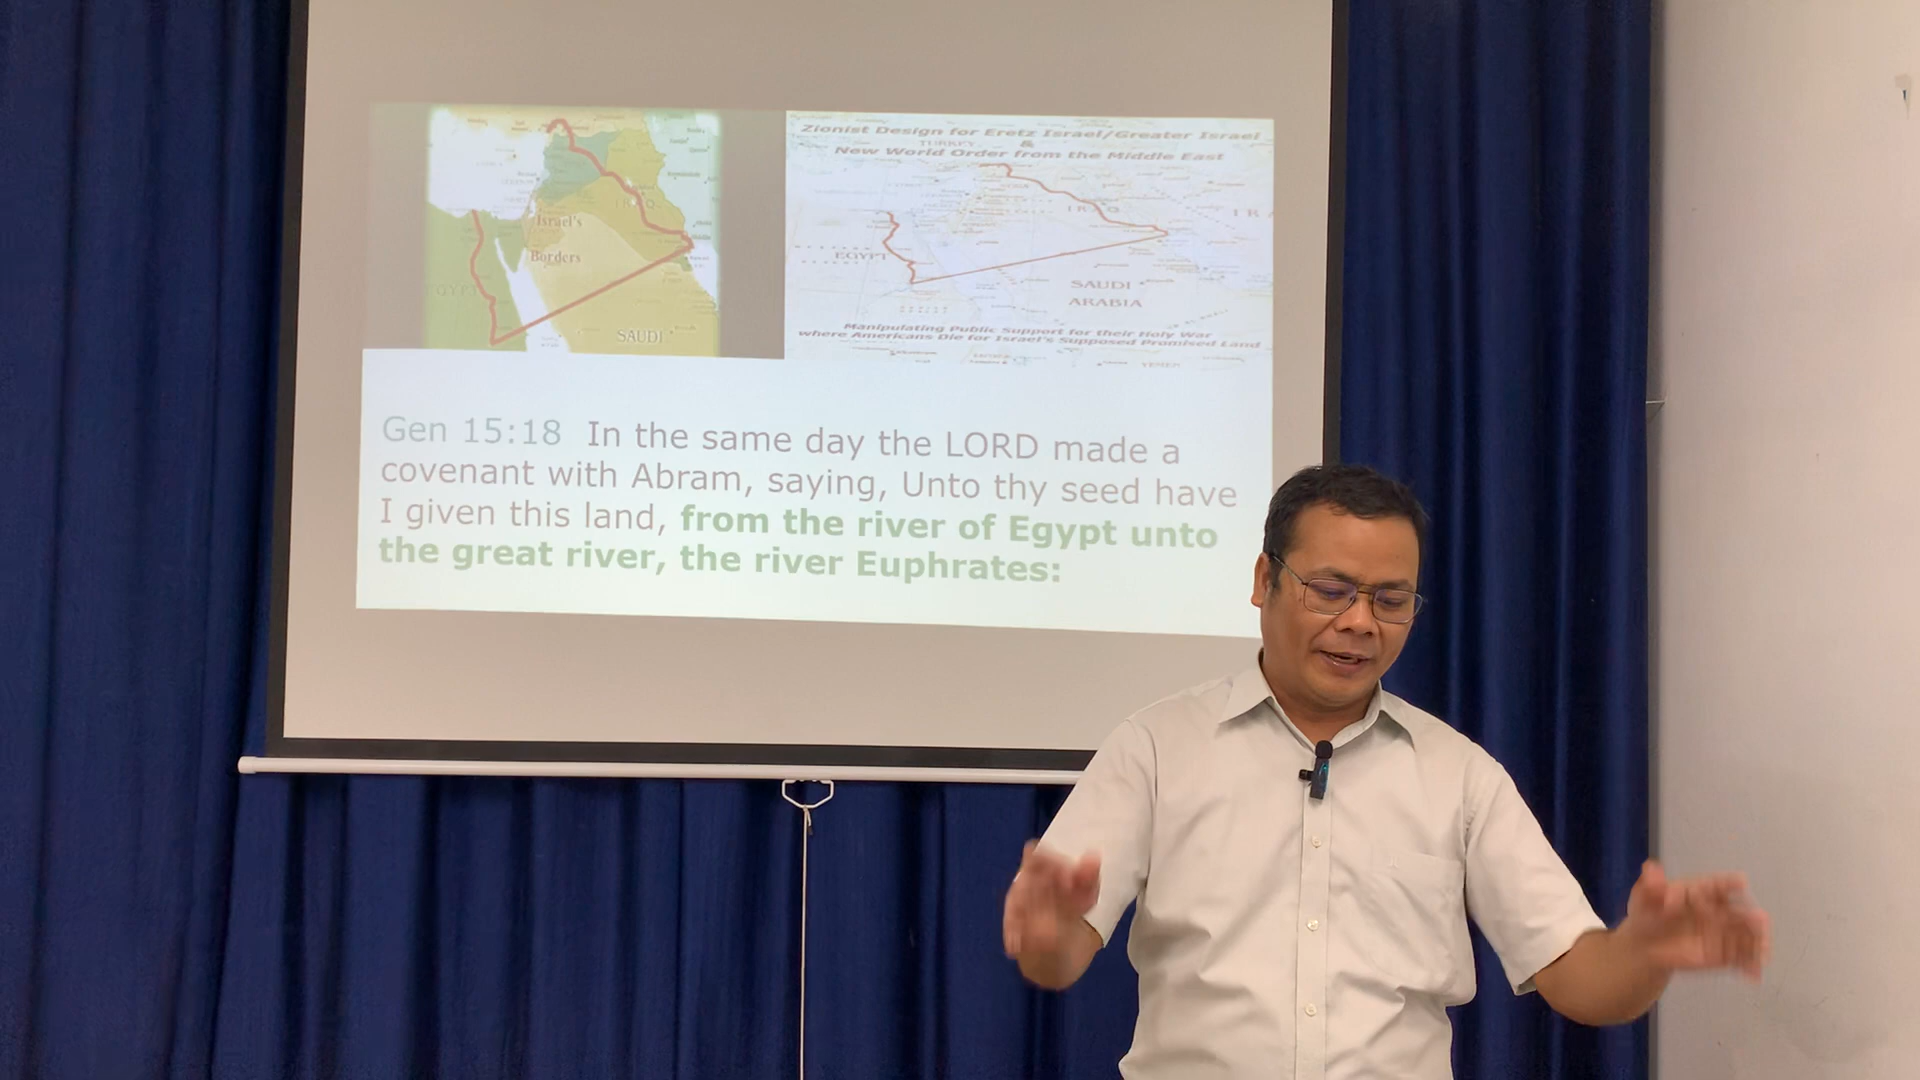 Israel's
Borders
IRAQ
SAUDI
Zionist Design for Eretz Israel/Greater Israel
TURKEY &
New World Order from the Middle East
IRAQ
EGYPT
SAUDI
ARABIA
Manipulating Public Support for their Holy War
where Americans Die for Israel's Supposed Promised Land
YEMEN
Gen 15:18 In the same day the LORD made a
covenant with Abram, saying, Unto thy seed have
I given this land, from the river of Egypt unto
the great river, the river Euphrates: